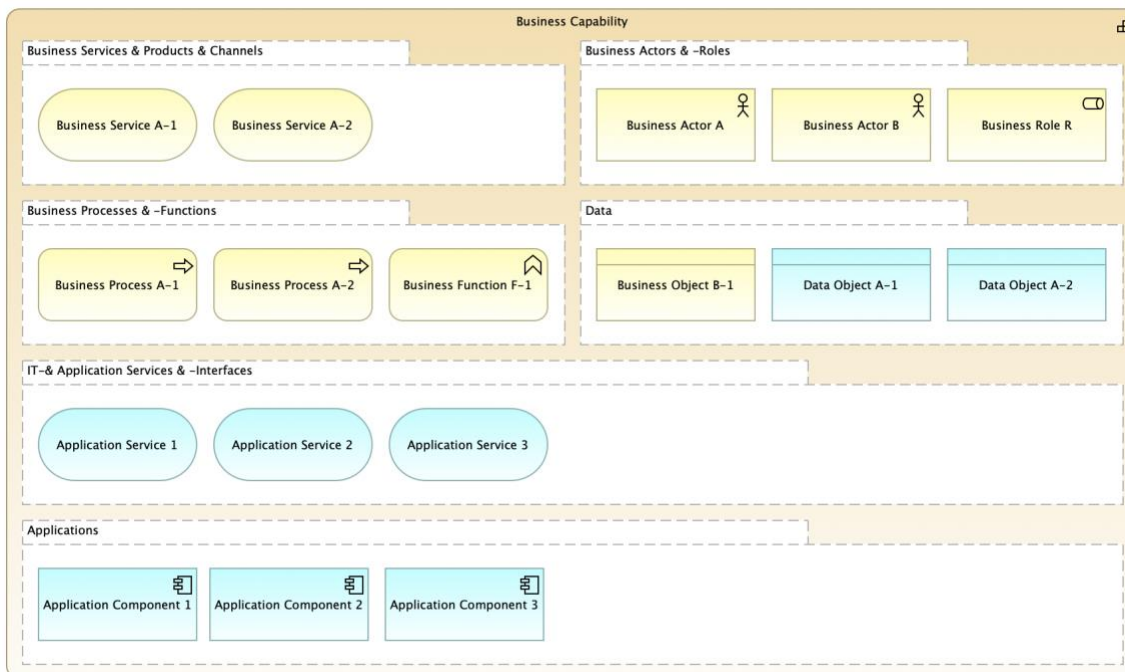 Business Capability
Business Services & Products & Channels
Business Service A-1
Business Service A-2
Business Actors & -Roles
Business Actor A
Business Actor B
Business Role R
Business Processes & -Functions
Business Process A-1
Business Process A-2
Business Function F-1
Data
Business Object B-1
Data Object A-1
Data Object A-2
IT-& Application Services & -Interfaces
Application Service 1
Application Service 2
Application Service 3
Applications
Application Component 1
Application Component 2
Application Component 3